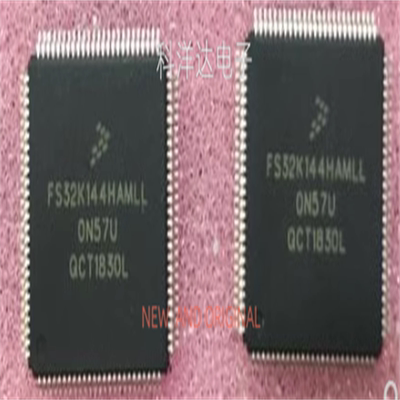 科洋达电子
FS32K144HAMLL
0N57U
QCT1830L
FS32K144HAMLL
0N57U
QCT1830L
NEW AND ORIGINAL